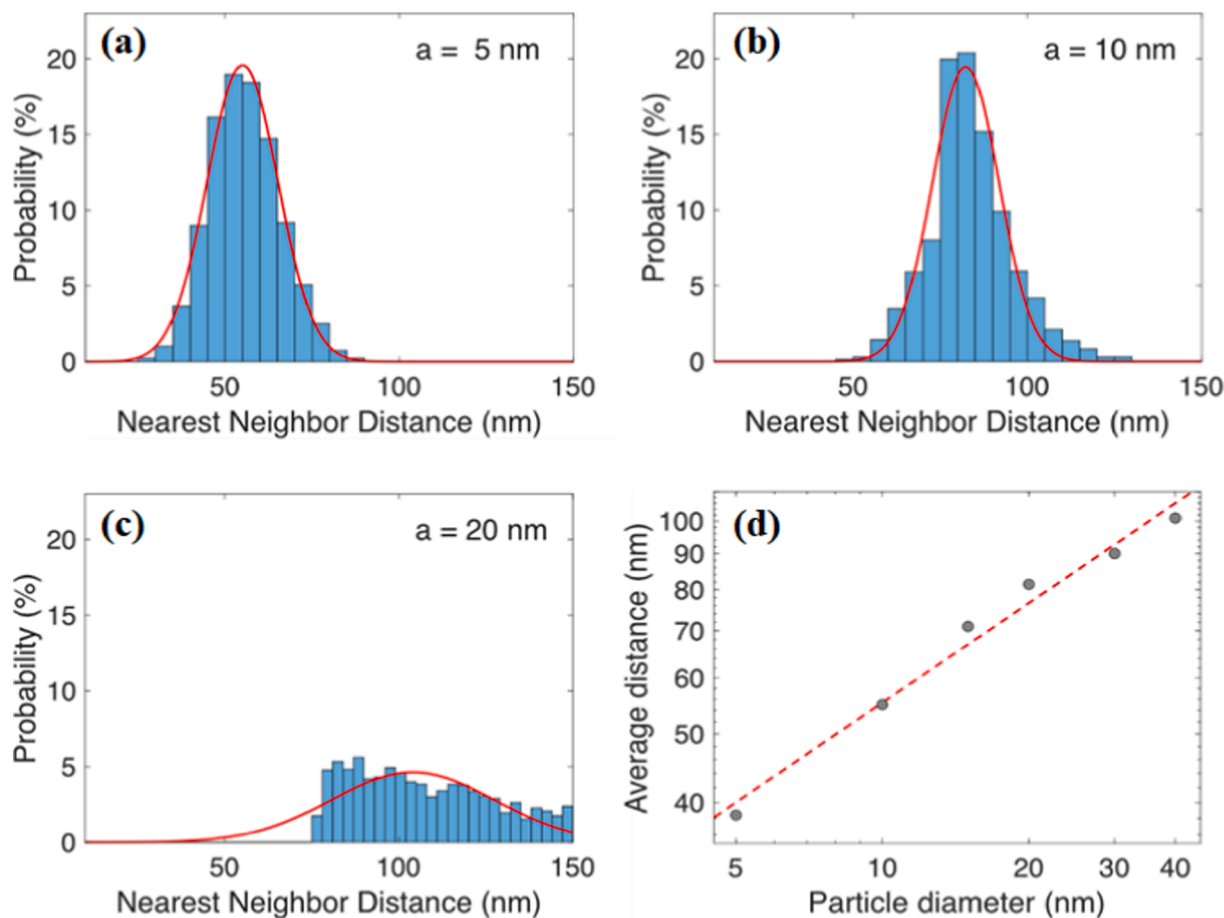 (a)
a = 5 nm
20
15
10
5
0
Probability (%)
50
100
150
Nearest Neighbor Distance (nm)
(b)
a = 10 nm
20
15
10
5
0
Probability (%)
50
100
150
Nearest Neighbor Distance (nm)
(c)
a = 20 nm
20
15
10
5
0
Probability (%)
50
100
150
Nearest Neighbor Distance (nm)
(d)
100
90
80
70
60
50
40
Average distance (nm)
5
10
20
30
40
Particle diameter (nm)